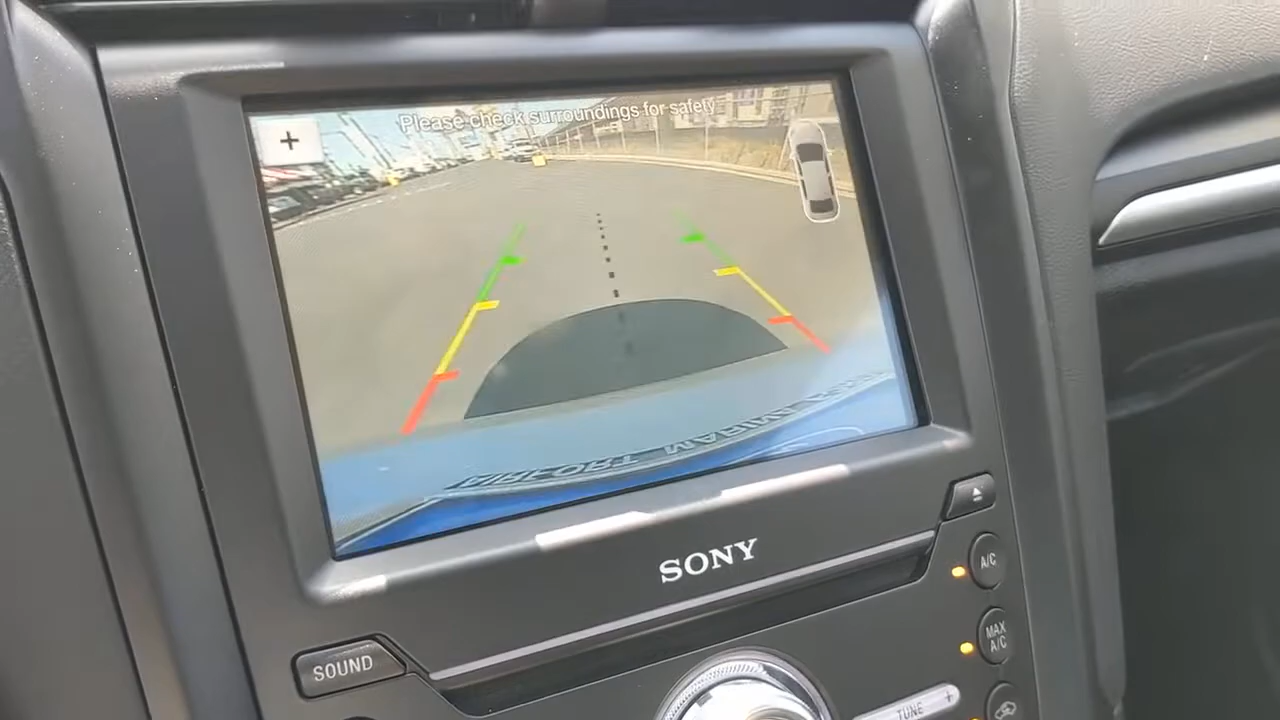 +
Please check surroundings for safety
SONY
SOUND
A/C
MAX
A/C
TUNE +